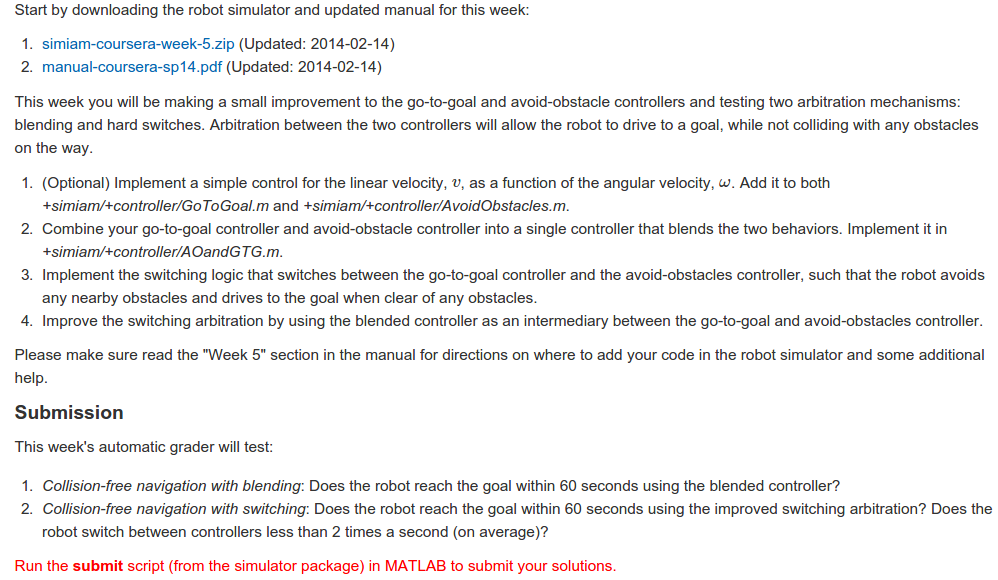 Start by downloading the robot simulator and updated manual for this week:
1. simiam-coursera-week-5.zip (Updated: 2014-02-14)
2. manual-coursera-sp14.pdf (Updated: 2014-02-14)
This week you will be making a small improvement to the go-to-goal and avoid-obstacle controllers and testing two arbitration mechanisms:
blending and hard switches. Arbitration between the two controllers will allow the robot to drive to a goal, while not colliding with any obstacles
on the way.
1. (Optional) Implement a simple control for the linear velocity, v, as a function of the angular velocity, ω. Add it to both
+simiam/+controller/GoToGoal.m and +simiam/+controller/AvoidObstacles.m.
2. Combine your go-to-goal controller and avoid-obstacle controller into a single controller that blends the two behaviors. Implement it in
+simiam/+controller/AOandGTG.m.
3. Implement the switching logic that switches between the go-to-goal controller and the avoid-obstacles controller, such that the robot avoids
any nearby obstacles and drives to the goal when clear of any obstacles.
4. Improve the switching arbitration by using the blended controller as an intermediary between the go-to-goal and avoid-obstacles controller.
Please make sure read the "Week 5" section in the manual for directions on where to add your code in the robot simulator and some additional
help.
Submission
This week's automatic grader will test:
1. Collision-free navigation with blending: Does the robot reach the goal within 60 seconds using the blended controller?
2. Collision-free navigation with switching: Does the robot reach the goal within 60 seconds using the improved switching arbitration? Does the
robot switch between controllers less than 2 times a second (on average)?
Run the submit script (from the simulator package) in MATLAB to submit your solutions.